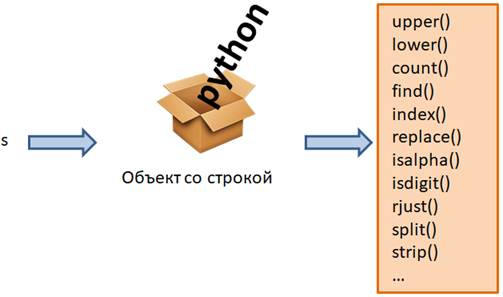 python
s
Объект со строкой
upper()
lower()
count()
find()
index()
replace()
isalpha()
isdigit()
rjust()
split()
strip()
...